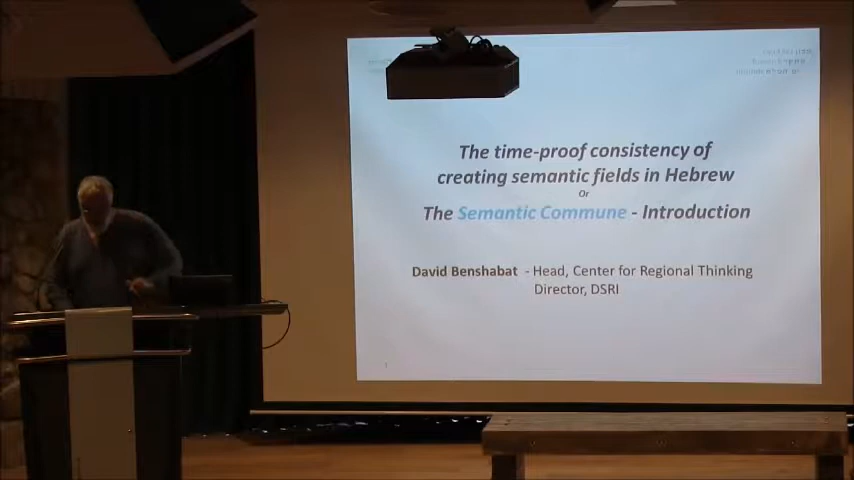 The time-proof consistency of
creating semantic fields in Hebrew
Or
The Semantic Commune - Introduction
David Benshabat - Head, Center for Regional Thinking
Director, DSRI
1